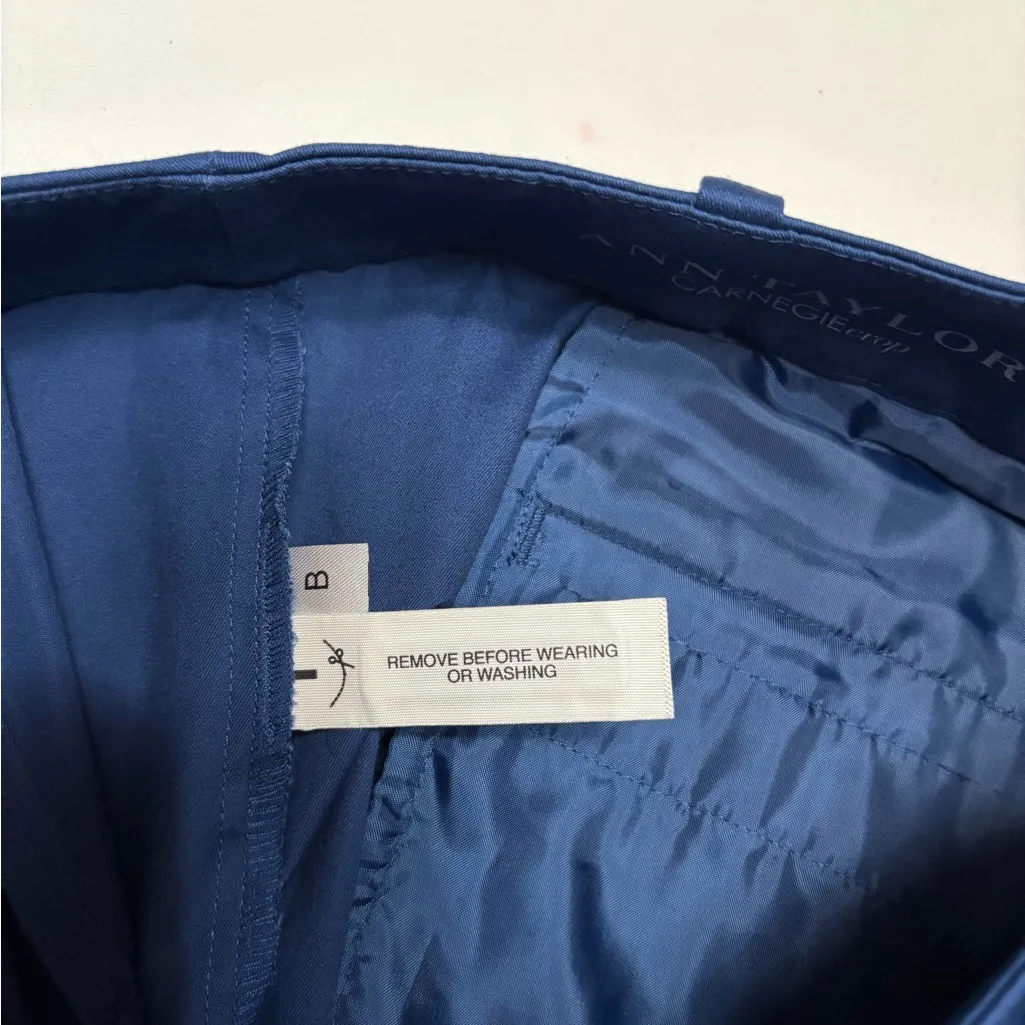 ANN TAYLOR
CARNEGIEcrop
B
REMOVE BEFORE WEARING
OR WASHING